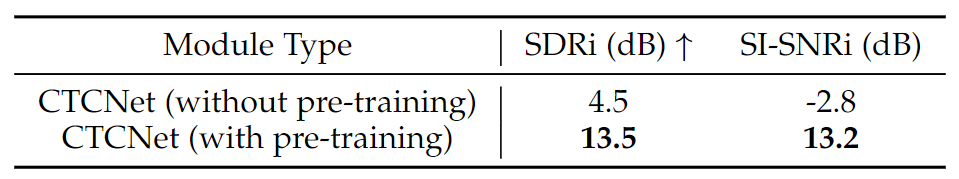 Module Type SDRi (dB) ↑ SI-SNRi (dB)
CTCNet (without pre-training) 4.5 -2.8
CTCNet (with pre-training) 13.5 13.2